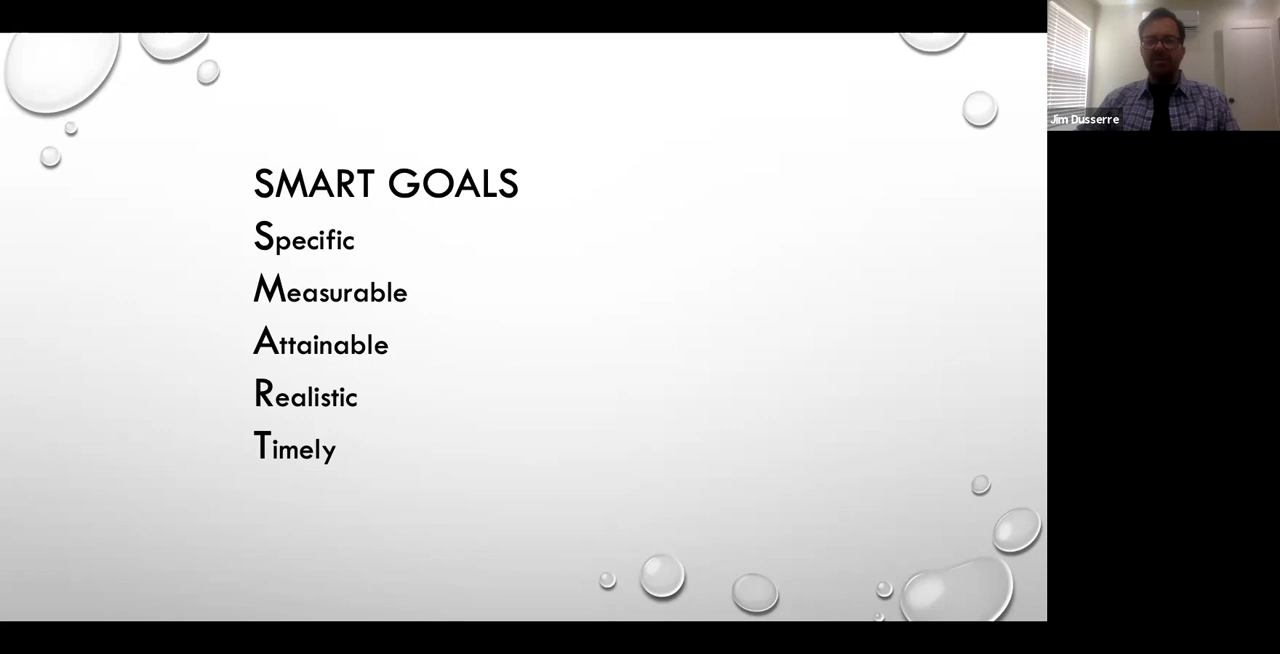 SMART GOALS
Specific
Measurable
Attainable
Realistic
Timely
Jim Dusserre